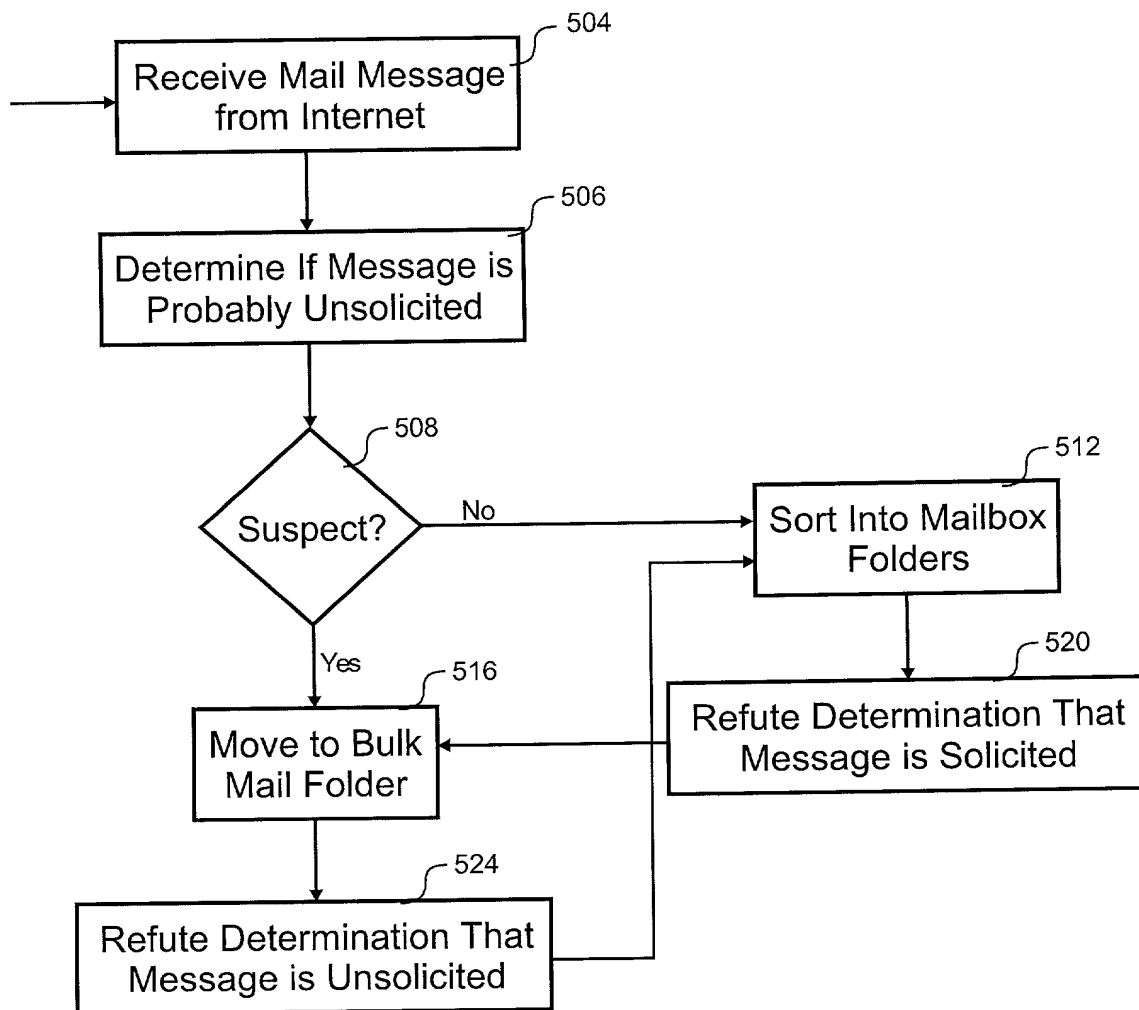 504
Receive Mail Message
from Internet
506
Determine If Message is
Probably Unsolicited
508
Suspect?
No
Yes
512
Sort Into Mailbox
Folders
520
Refute Determination That
Message is Solicited
516
Move to Bulk
Mail Folder
524
Refute Determination That
Message is Unsolicited